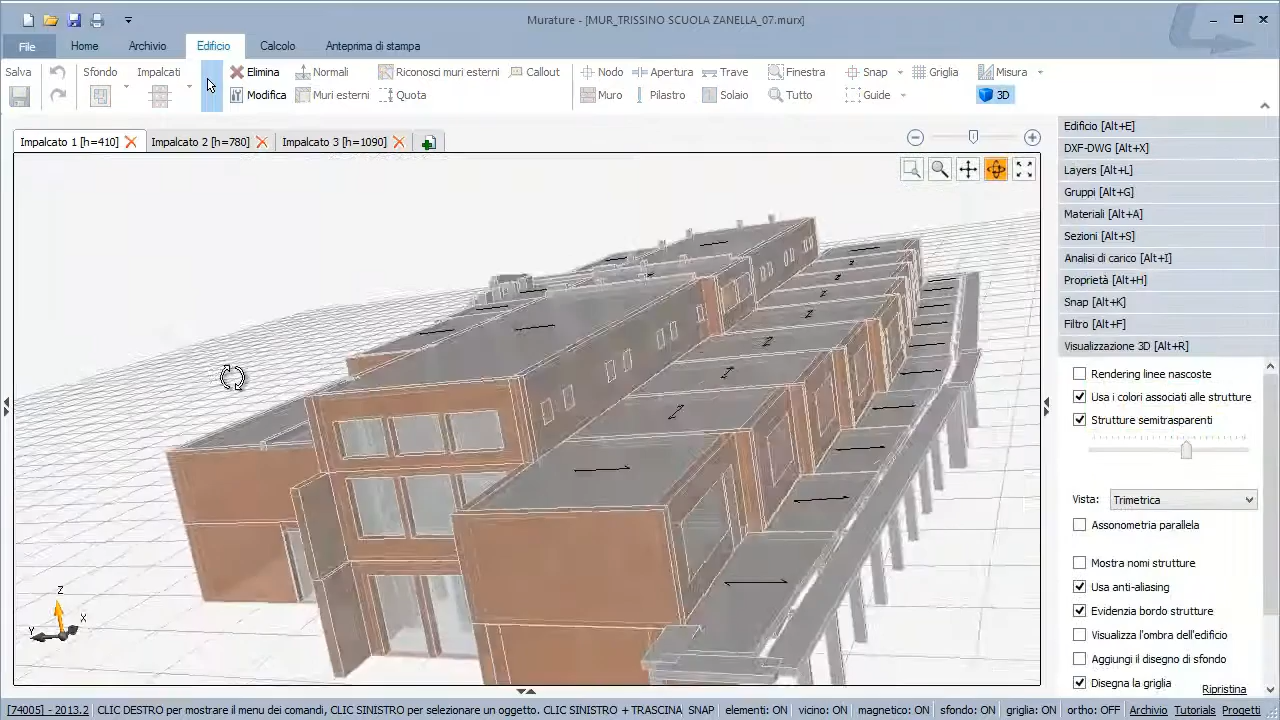 Murature - [MUR_TRISSINO SCUOLA ZANELLA_07.murx]
File Home Archivio Edificio Calcolo Anteprima di stampa
Salva Sfondo Impalcati Elimina Normali Riconosci muri esterni Callout Nodo Apertura Trave Finestra Snap Griglia Misura
Modifica Muri esterni Quota Muro Pilastro Solaio Tutto Guide 3D
Impalcato 1 [h=410] Impalcato 2 [h=780] Impalcato 3 [h=1090]
Edificio [Alt+E]
DXF-DWG [Alt+X]
Layers [Alt+L]
Gruppi [Alt+G]
Materiali [Alt+A]
Sezioni [Alt+S]
Analisi di carico [Alt+I]
Proprietà [Alt+H]
Snap [Alt+K]
Filtro [Alt+F]
Visualizzazione 3D [Alt+R]
Rendering linee nascoste
Usa i colori associati alle strutture
Strutture semitrasparenti
Vista: Trimetrica
Assonometria parallela
Mostra nomi strutture
Usa anti-aliasing
Evidenzia bordo strutture
Visualizza l'ombra dell'edificio
Aggiungi il disegno di sfondo
Disegna la griglia
Ripristina
Z
Y X
[74005] - 2013.2 CLIC DESTRO per mostrare il menu dei comandi, CLIC SINISTRO per selezionare un oggetto. CLIC SINISTRO + TRASCINA SNAP elementi: ON vicino: ON magnetico: ON sfondo: ON griglia: ON ortho: OFF Archivio Tutorials Progetti